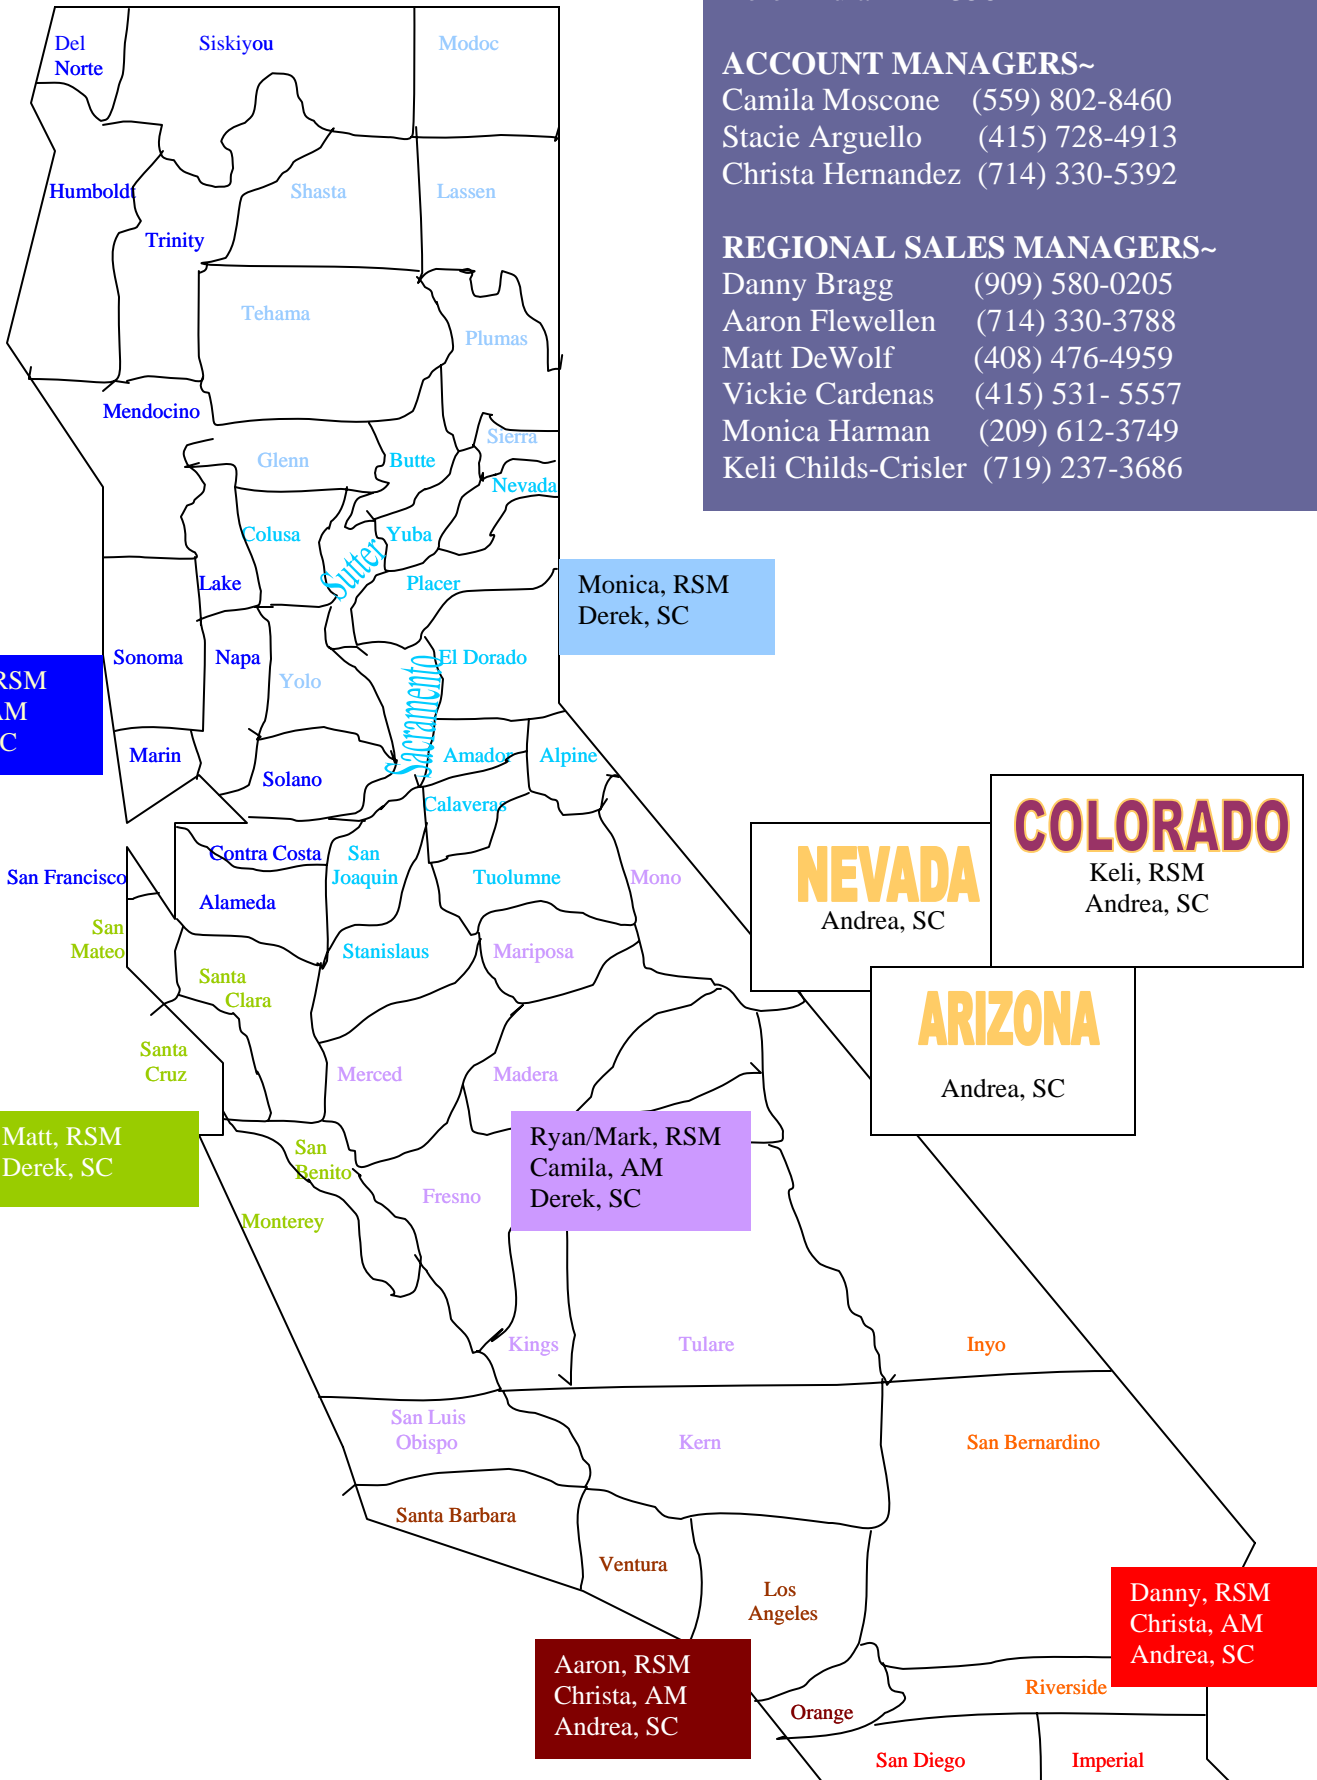 ACCOUNT MANAGERS~
Camila Moscone (559) 802-8460
Stacie Arguello (415) 728-4913
Christa Hernandez (714) 330-5392
REGIONAL SALES MANAGERS~
Danny Bragg (909) 580-0205
Aaron Flewellen (714) 330-3788
Matt DeWolf (408) 476-4959
Vickie Cardenas (415) 531- 5557
Monica Harman (209) 612-3749
Keli Childs-Crisler (719) 237-3686
Del
Norte
Siskiyou
Modoc
Humboldt
Trinity
Shasta
Lassen
Tehama
Plumas
Mendocino
Glenn
Butte
Sierra
Nevada
Colusa
Sutter
Yuba
Lake
Placer
Monica, RSM
Derek, SC
Sonoma
Napa
Yolo
Sacramento
El Dorado
RSM
AM
SC
Marin
Solano
Amador
Alpine
Calaveras
San Francisco
Contra Costa
Alameda
San
Joaquin
Tuolumne
Mono
NEVADA
Andrea, SC
COLORADO
Keli, RSM
Andrea, SC
ARIZONA
Andrea, SC
San
Mateo
Santa
Clara
Stanislaus
Mariposa
Santa
Cruz
Merced
Madera
Matt, RSM
Derek, SC
San
Benito
Monterey
Fresno
Ryan/Mark, RSM
Camila, AM
Derek, SC
Kings
Tulare
Inyo
San Luis
Obispo
Kern
San Bernardino
Santa Barbara
Ventura
Los
Angeles
Danny, RSM
Christa, AM
Andrea, SC
Aaron, RSM
Christa, AM
Andrea, SC
Orange
Riverside
San Diego
Imperial